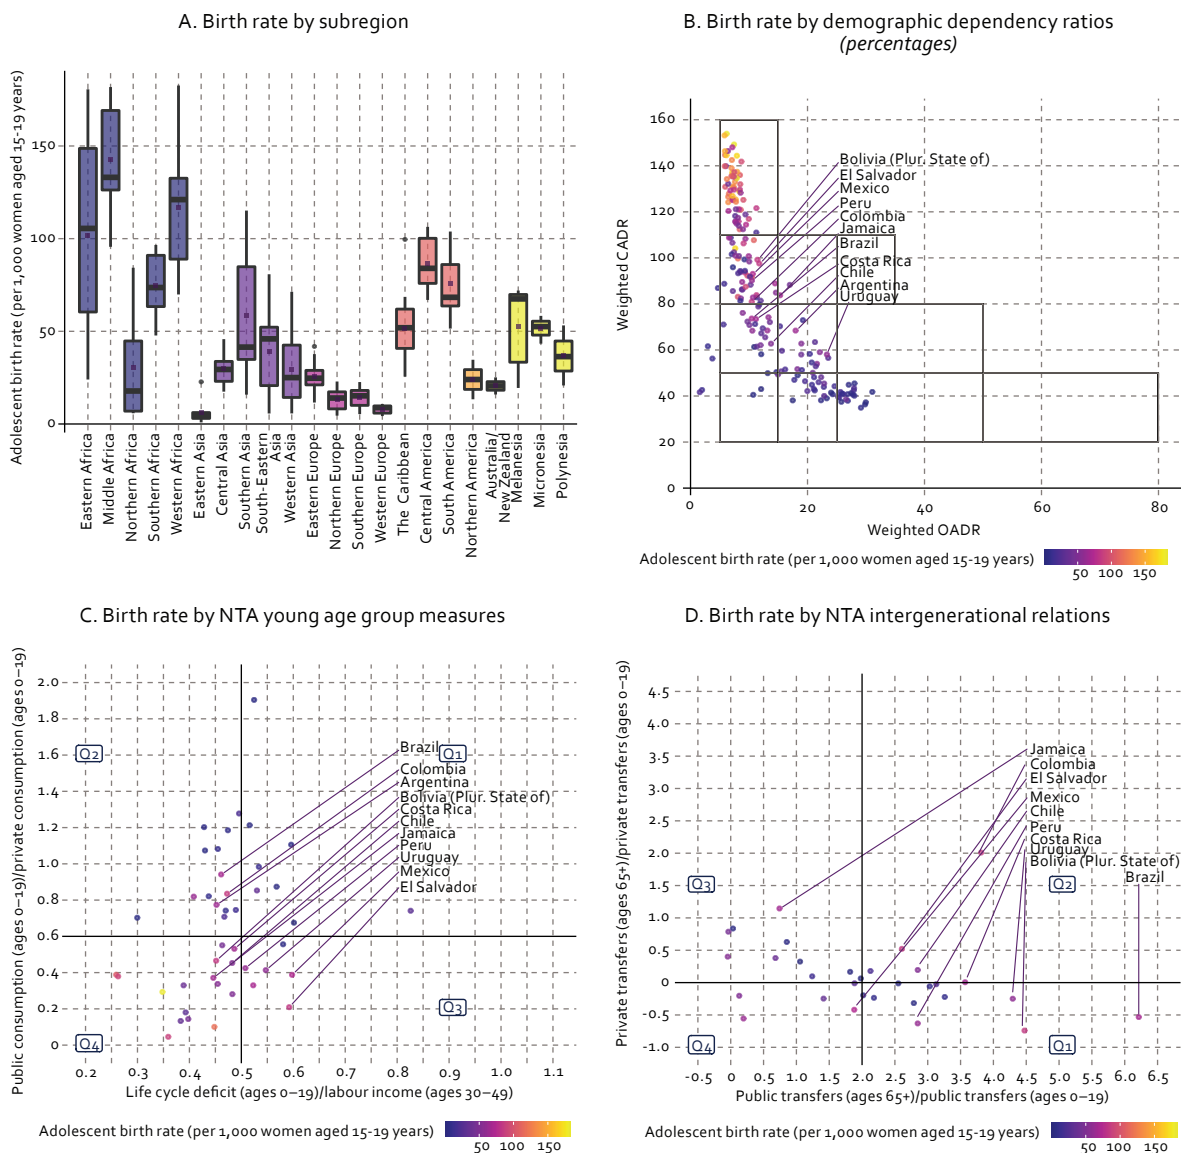 A. Birth rate by subregion
Adolescent birth rate (per 1,000 women aged 15-19 years)
150
100
50
0
Eastern Africa
Middle Africa
Northern Africa
Southern Africa
Western Africa
Eastern Asia
Central Asia
Southern Asia
South-Eastern
Asia
Western Asia
Eastern Europe
Northern Europe
Southern Europe
Western Europe
The Caribbean
Central America
South America
Northern America
Australia/
New Zealand
Melanesia
Micronesia
Polynesia
B. Birth rate by demographic dependency ratios
(percentages)
Weighted CADR
160
140
120
100
80
60
40
20
0
Bolivia (Plur. State of)
El Salvador
Mexico
Peru
Colombia
Jamaica
Brazil
Costa Rica
Chile
Argentina
Uruguay
0 20 40 60 80
Weighted OADR
Adolescent birth rate (per 1,000 women aged 15-19 years)
50 100 150
C. Birth rate by NTA young age group measures
Public consumption (ages 0–19)/private consumption (ages 0–19)
2.0
1.8
1.6
1.4
1.2
1.0
0.8
0.6
0.4
0.2
0
Q2
Q1
Q3
Q4
Brazil
Colombia
Argentina
Bolivia (Plur. State of)
Costa Rica
Chile
Jamaica
Peru
Uruguay
Mexico
El Salvador
0.2 0.3 0.4 0.5 0.6 0.7 0.8 0.9 1.0 1.1
Life cycle deficit (ages 0–19)/labour income (ages 30–49)
Adolescent birth rate (per 1,000 women aged 15-19 years)
50 100 150
D. Birth rate by NTA intergenerational relations
Private transfers (ages 65+)/private transfers (ages 0–19)
4.5
4.0
3.5
3.0
2.5
2.0
1.5
1.0
0.5
0
-0.5
-1.0
Q3
Q2
Q4
Q1
Jamaica
Colombia
El Salvador
Mexico
Chile
Peru
Costa Rica
Uruguay
Bolivia (Plur. State of)
Brazil
-0.5 0 0.5 1.0 1.5 2.0 2.5 3.0 3.5 4.0 4.5 5.0 5.5 6.0 6.5
Public transfers (ages 65+)/public transfers (ages 0–19)
Adolescent birth rate (per 1,000 women aged 15-19 years)
50 100 150